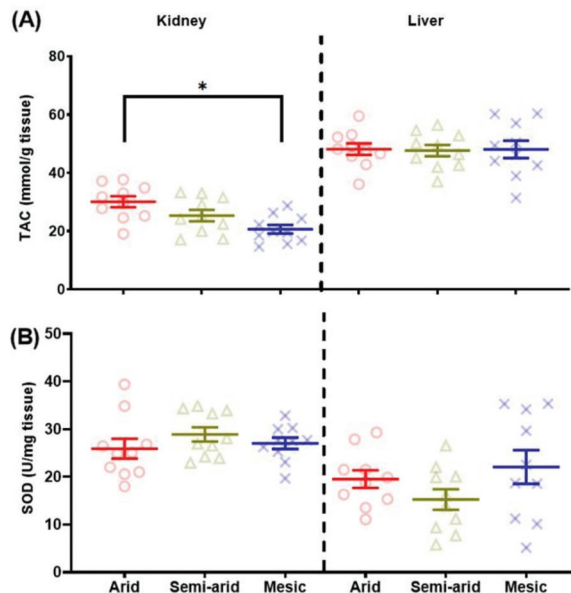 (A)
Kidney
Liver
80
60
40
20
0
TAC (mmol/g tissue)
*
(B)
50
40
30
20
10
0
SOD (U/mg tissue)
Arid
Semi-arid
Mesic
Arid
Semi-arid
Mesic